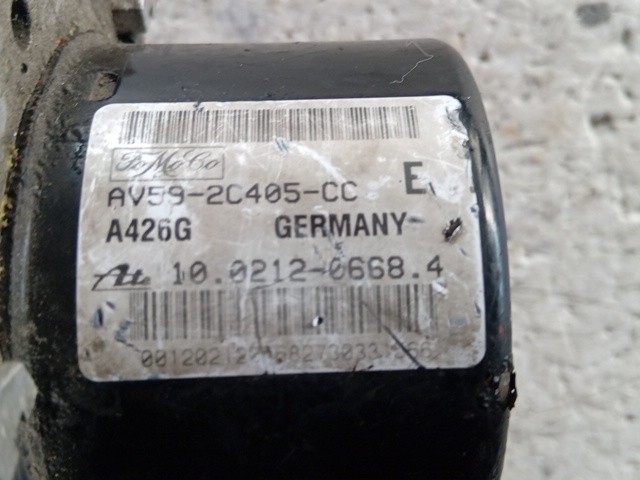 FoMoCo
AV59-2C405-CC E
A426G GERMANY
Ate 10.0212-0668.4